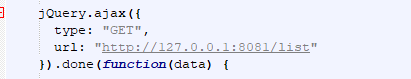 jQuery.ajax({
type: "GET",
url: "http://127.0.0.1:8081/list"
}).done(function(data) {